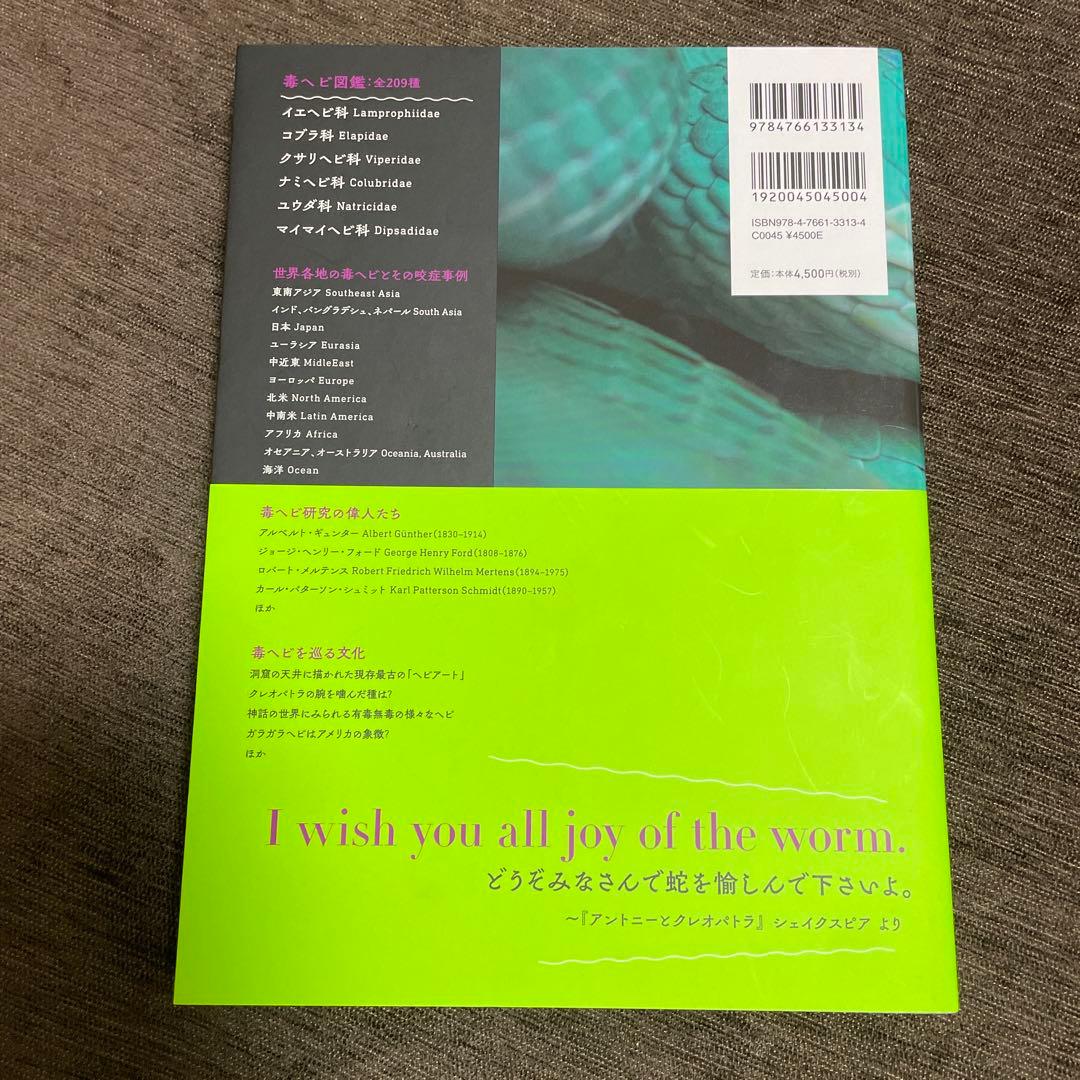 毒ヘビ図鑑:全209種
イエヘビ科 Lamprophiidae
コブラ科 Elapidae
クサリヘビ科 Viperidae
ナミヘビ科 Colubridae
ユウダ科 Natricidae
マイマイヘビ科 Dipsadidae
世界各地の毒ヘビとその咬症事例
東南アジア Southeast Asia
インド、バングラデシュ、ネパール South Asia
日本 Japan
ユーラシア Eurasia
中近東 MidleEast
ヨーロッパ Europe
北米 North America
中南米 Latin America
アフリカ Africa
オセアニア、オーストラリア Oceania, Australia
海洋 Ocean
9784766133134
1920045045004
ISBN978-4-7661-3313-4
C0045 ¥4500E
定価:本体4,500円(税別)
毒ヘビ研究の偉人たち
アルベルト・ギュンター Albert Günther(1830–1914)
ジョージ・ヘンリー・フォード George Henry Ford(1808–1876)
ロバート・メルテンス Robert Friedrich Wilhelm Mertens(1894–1975)
カール・パターソン・シュミット Karl Patterson Schmidt(1890–1957)
ほか
毒ヘビを巡る文化
洞窟の天井に描かれた現存最古の「ヘビアート」
クレオパトラの腕を噛んだ種は?
神話の世界にみられる有毒無毒の様々なヘビ
ガラガラヘビはアメリカの象徴?
ほか
I wish you all joy of the worm.
どうぞみなさんで蛇を愉しんで下さいよ。
～『アントニーとクレオパトラ』 シェイクスピア より